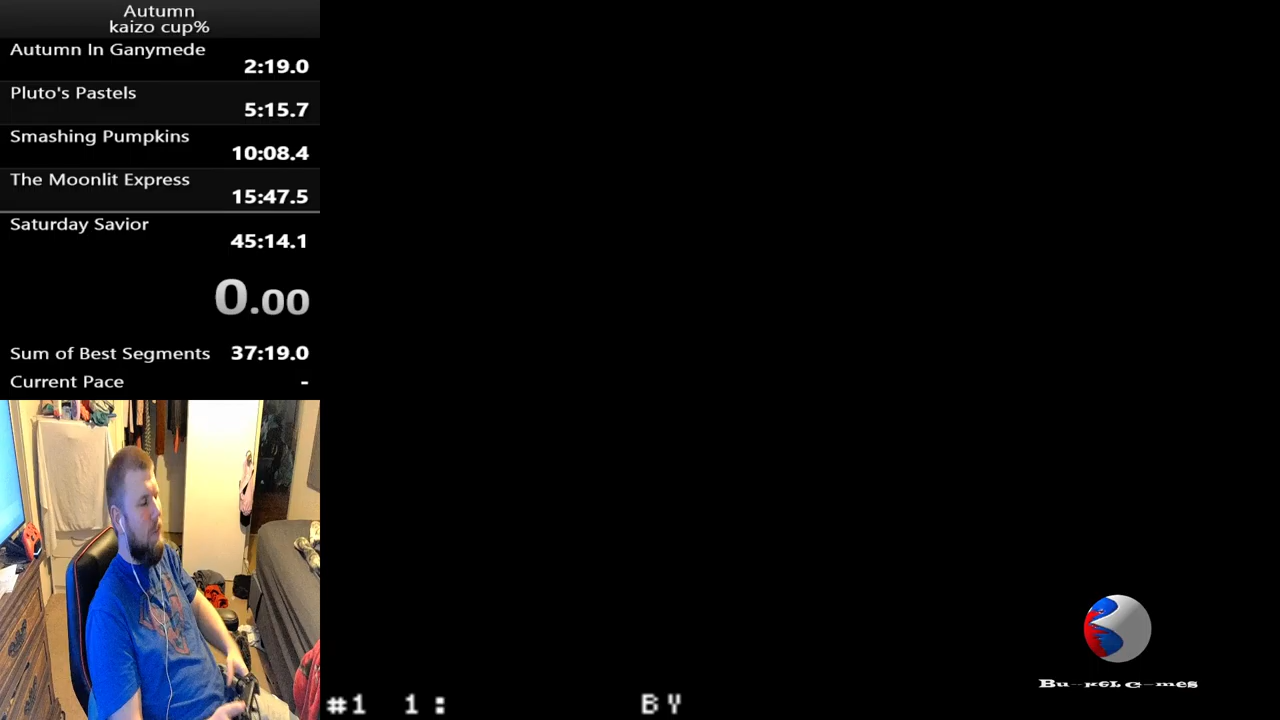 Autumn
kaizo cup%
Autumn In Ganymede
2:19.0
Pluto's Pastels
5:15.7
Smashing Pumpkins
10:08.4
The Moonlit Express
15:47.5
Saturday Savior
45:14.1
0.00
Sum of Best Segments 37:19.0
Current Pace -
#1 1: BY